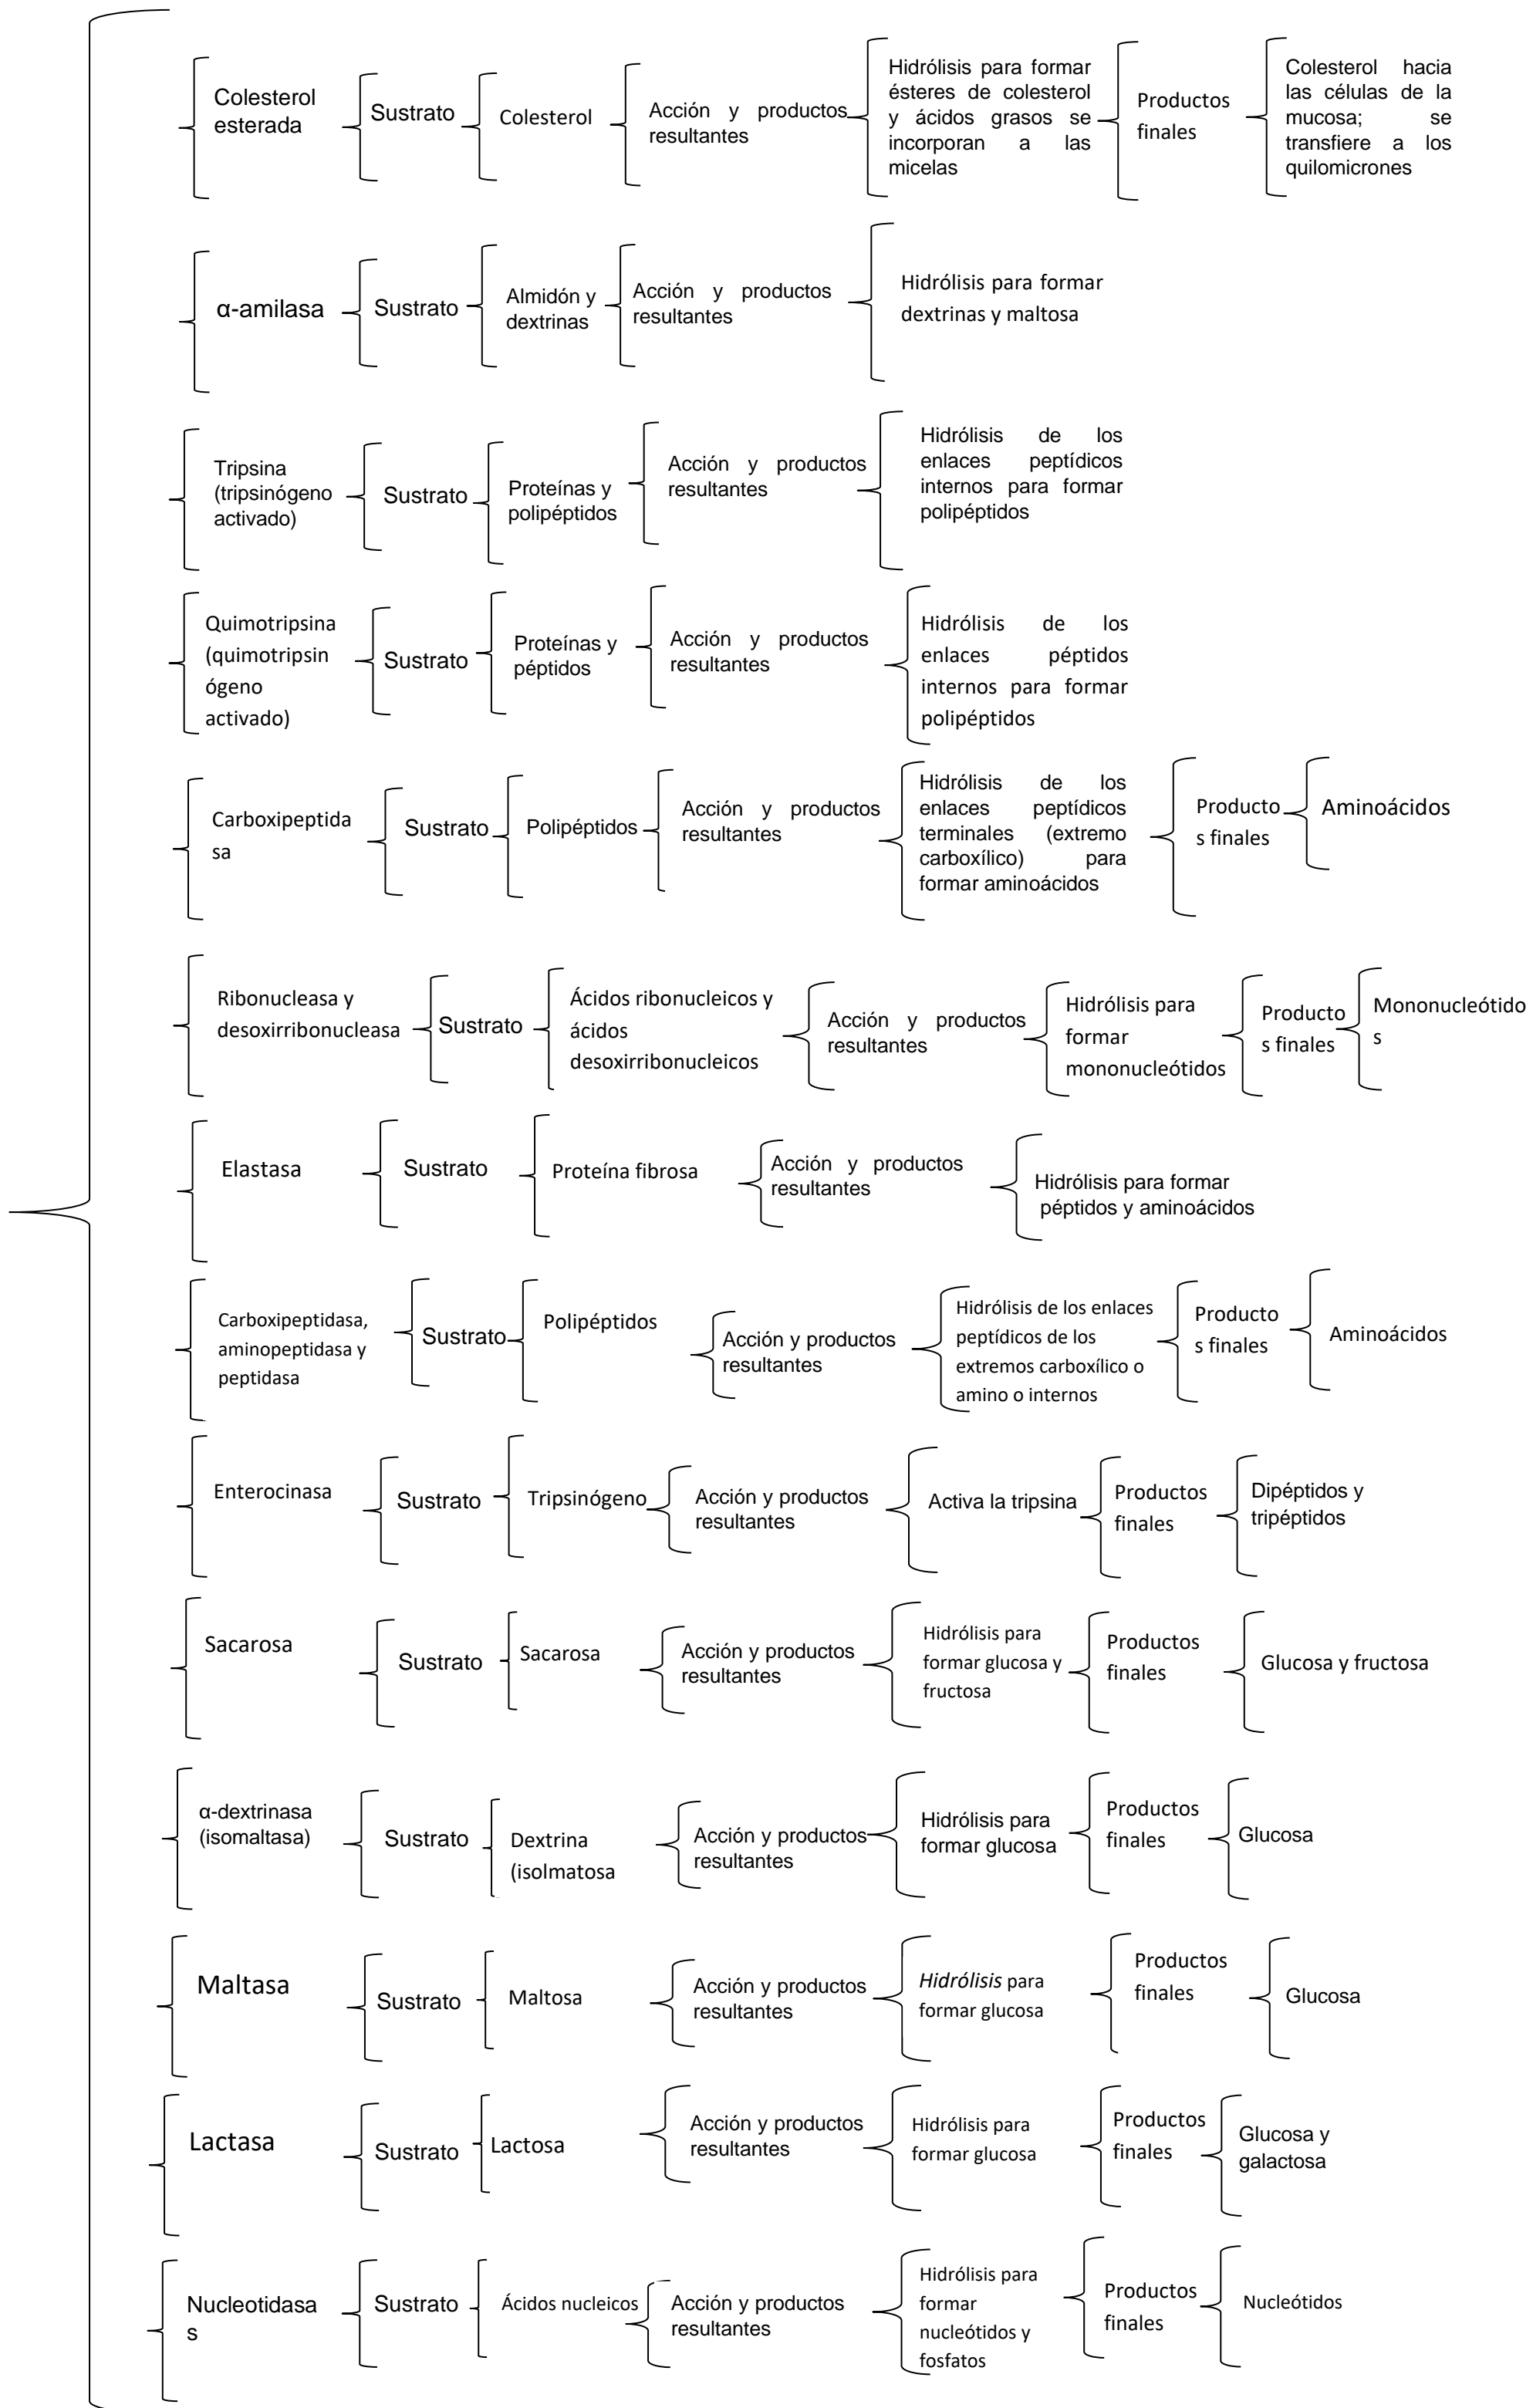 Colesterol
esterada
Sustrato
Colesterol
Acción y productos
resultantes
Hidrólisis para formar
ésteres de colesterol
y ácidos grasos se
incorporan a las
micelas
Productos
finales
Colesterol hacia
las células de la
mucosa; se
transfiere a los
quilomicrones
α-amilasa
Sustrato
Almidón y
dextrinas
Acción y productos
resultantes
Hidrólisis para formar
dextrinas y maltosa
Tripsina
(tripsinógeno
activado)
Sustrato
Proteínas y
polipéptidos
Acción y productos
resultantes
Hidrólisis de los
enlaces peptídicos
internos para formar
polipéptidos
Quimotripsina
(quimotripsin
ógeno
activado)
Sustrato
Proteínas y
péptidos
Acción y productos
resultantes
Hidrólisis de los
enlaces péptidos
internos para formar
polipéptidos
Carboxipeptida
sa
Sustrato
Polipéptidos
Acción y productos
resultantes
Hidrólisis de los
enlaces peptídicos
terminales (extremo
carboxílico) para
formar aminoácidos
Producto
s finales
Aminoácidos
Ribonucleasa y
desoxirribonucleasa
Sustrato
Ácidos ribonucleicos y
ácidos
desoxirribonucleicos
Acción y productos
resultantes
Hidrólisis para
formar
mononucleótidos
Producto
s finales
Mononucleótido
s
Elastasa
Sustrato
Proteína fibrosa
Acción y productos
resultantes
Hidrólisis para formar
péptidos y aminoácidos
Carboxipeptidasa,
aminopeptidasa y
peptidasa
Sustrato
Polipéptidos
Acción y productos
resultantes
Hidrólisis de los enlaces
peptídicos de los
extremos carboxílico o
amino o internos
Producto
s finales
Aminoácidos
Enterocinasa
Sustrato
Tripsinógeno
Acción y productos
resultantes
Activa la tripsina
Productos
finales
Dipéptidos y
tripéptidos
Sacarosa
Sustrato
Sacarosa
Acción y productos
resultantes
Hidrólisis para
formar glucosa y
fructosa
Productos
finales
Glucosa y fructosa
α-dextrinasa
(isomaltasa)
Sustrato
Dextrina
(isolmatosa
Acción y productos
resultantes
Hidrólisis para
formar glucosa
Productos
finales
Glucosa
Maltasa
Sustrato
Maltosa
Acción y productos
resultantes
Hidrólisis para
formar glucosa
Productos
finales
Glucosa
Lactasa
Sustrato
Lactosa
Acción y productos
resultantes
Hidrólisis para
formar glucosa
Productos
finales
Glucosa y
galactosa
Nucleotidasa
s
Sustrato
Ácidos nucleicos
Acción y productos
resultantes
Hidrólisis para
formar
nucleótidos y
fosfatos
Productos
finales
Nucleótidos